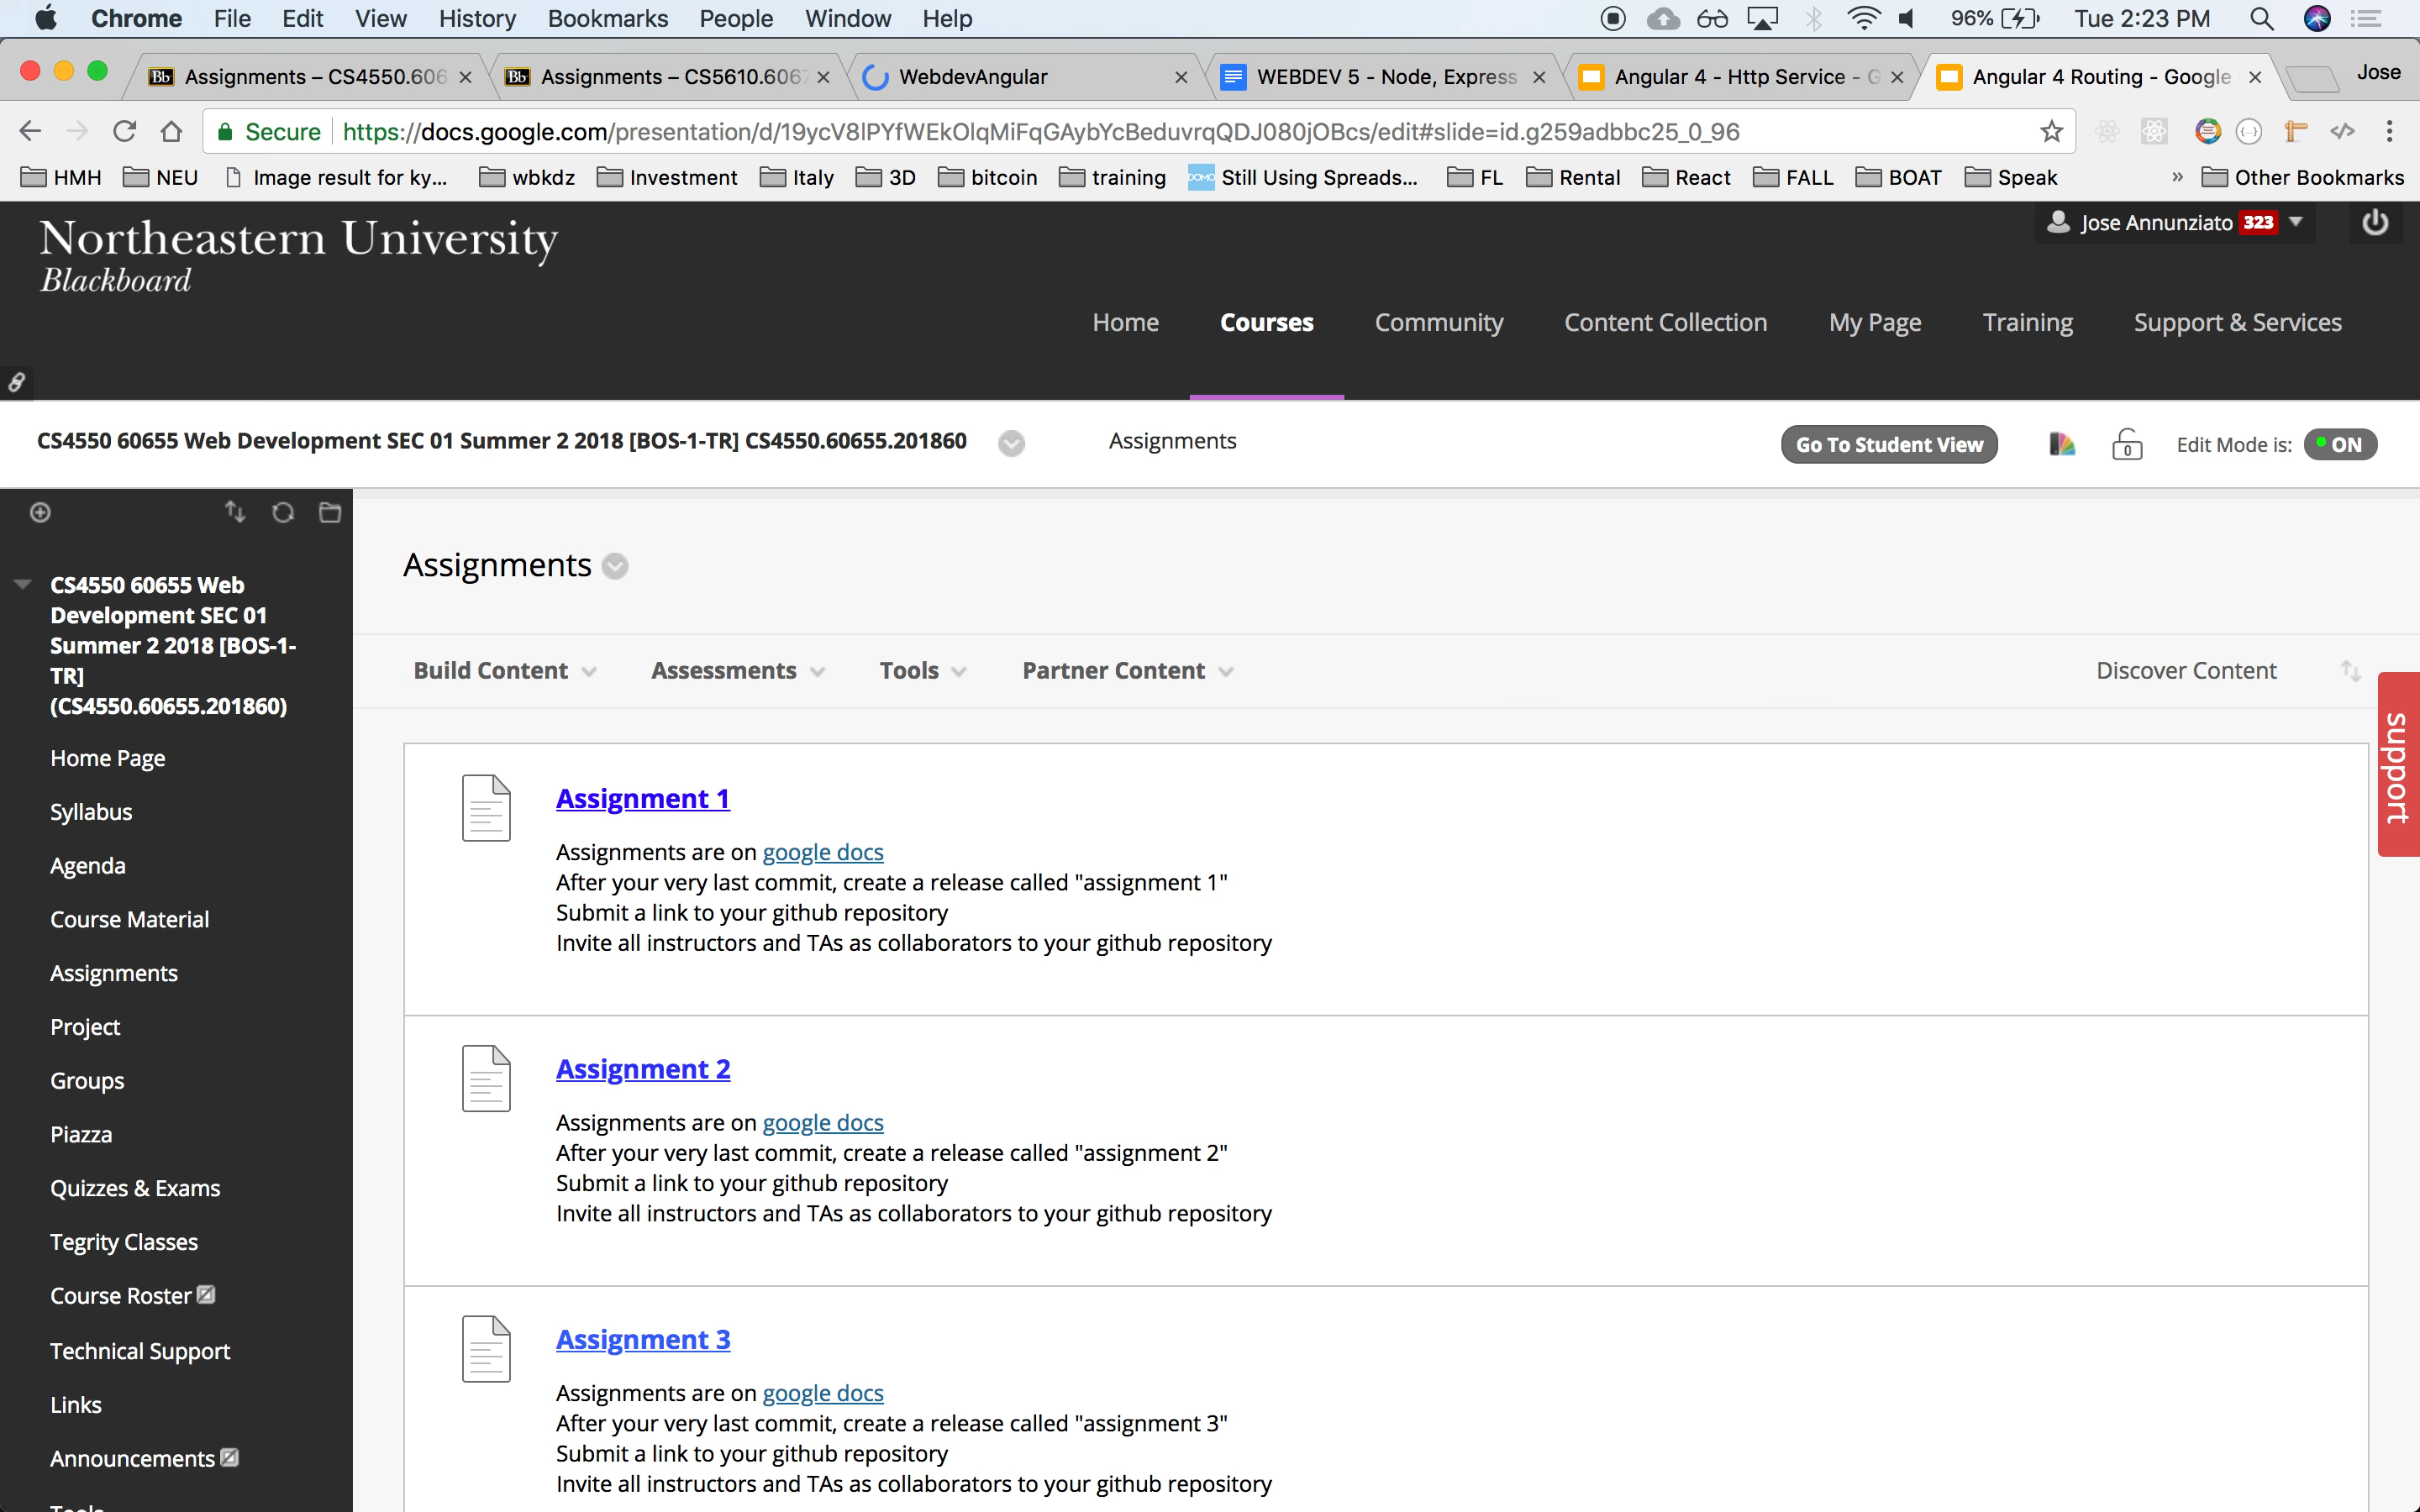 Chrome File Edit View History Bookmarks People Window Help 96% Tue 2:23 PM
Assignments – CS4550.606 Assignments – CS5610.606 WebdevAngular WEBDEV 5 - Node, Express Angular 4 - Http Service - G Angular 4 Routing - Google Jose
Secure https://docs.google.com/presentation/d/19ycV8lPYfWEkOlqMiFqGAybYcBeduvrqQDJ080jOBcs/edit#slide=id.g259adbbc25_0_96
HMH NEU Image result for ky... wbkdz Investment Italy 3D bitcoin training DOMO Still Using Spreads... FL Rental React FALL BOAT Speak » Other Bookmarks
Northeastern University
Blackboard
Jose Annunziato 323
Home Courses Community Content Collection My Page Training Support & Services
CS4550 60655 Web Development SEC 01 Summer 2 2018 [BOS-1-TR] CS4550.60655.201860 Assignments Go To Student View 0 Edit Mode is: ON
CS4550 60655 Web
Development SEC 01
Summer 2 2018 [BOS-1-
TR]
(CS4550.60655.201860)
Home Page
Syllabus
Agenda
Course Material
Assignments
Project
Groups
Piazza
Quizzes & Exams
Tegrity Classes
Course Roster
Technical Support
Links
Announcements
Tools
Assignments
Build Content Assessments Tools Partner Content Discover Content
support
Assignment 1
Assignments are on google docs
After your very last commit, create a release called "assignment 1"
Submit a link to your github repository
Invite all instructors and TAs as collaborators to your github repository
Assignment 2
Assignments are on google docs
After your very last commit, create a release called "assignment 2"
Submit a link to your github repository
Invite all instructors and TAs as collaborators to your github repository
Assignment 3
Assignments are on google docs
After your very last commit, create a release called "assignment 3"
Submit a link to your github repository
Invite all instructors and TAs as collaborators to your github repository